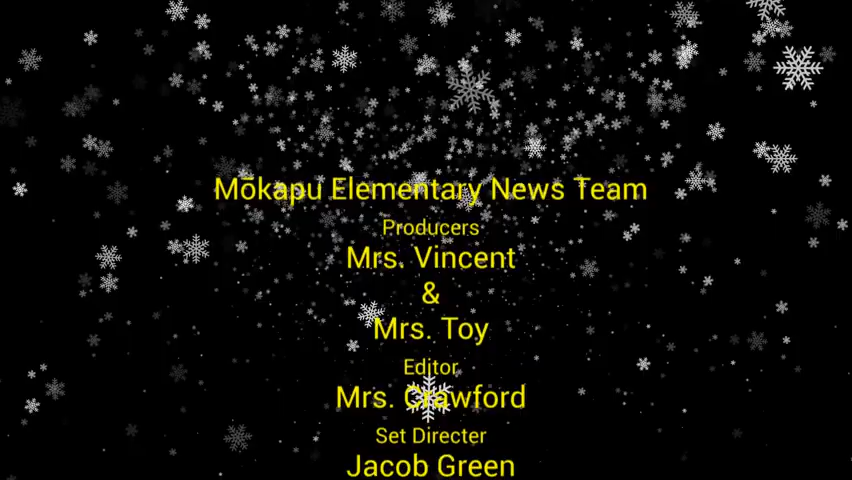 Mōkapu Elementary News Team
Producers
Mrs. Vincent
&
Mrs. Toy
Editor
Mrs. Crawford
Set Directer
Jacob Green